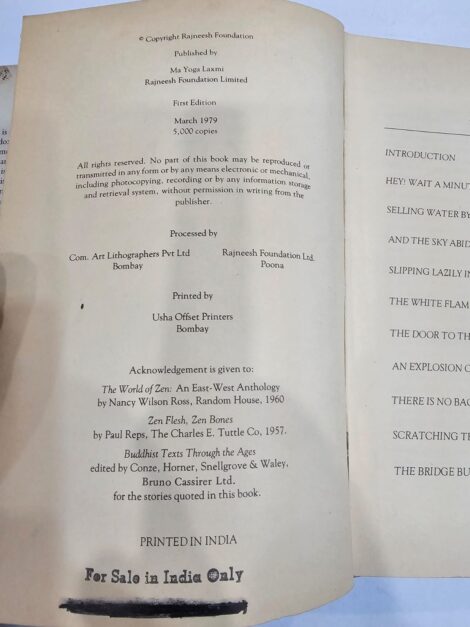 © Copyright Rajneesh Foundation
Published by
Ma Yoga Laxmi
Rajneesh Foundation Limited
First Edition
March 1979
5,000 copies
All rights reserved. No part of this book may be reproduced or
transmitted in any form or by any means electronic or mechanical,
including photocopying, recording or by any information storage
and retrieval system, without permission in writing from the
publisher.
Processed by
Com. Art Lithographers Pvt Ltd
Bombay
Rajneesh Foundation Ltd.
Poona
Printed by
Usha Offset Printers
Bombay
Acknowledgement is given to:
The World of Zen: An East-West Anthology
by Nancy Wilson Ross, Random House, 1960
Zen Flesh, Zen Bones
by Paul Reps, The Charles E. Tuttle Co, 1957.
Buddhist Texts Through the Ages
edited by Conze, Horner, Snellgrove & Waley,
Bruno Cassirer Ltd.
for the stories quoted in this book.
PRINTED IN INDIA
For Sale in India Only
INTRODUCTION
HEY! WAIT A MINUT
SELLING WATER BY
AND THE SKY ABID
SLIPPING LAZILY IN
THE WHITE FLAM
THE DOOR TO TH
AN EXPLOSION O
THERE IS NO BAC
SCRATCHING TH
THE BRIDGE BU